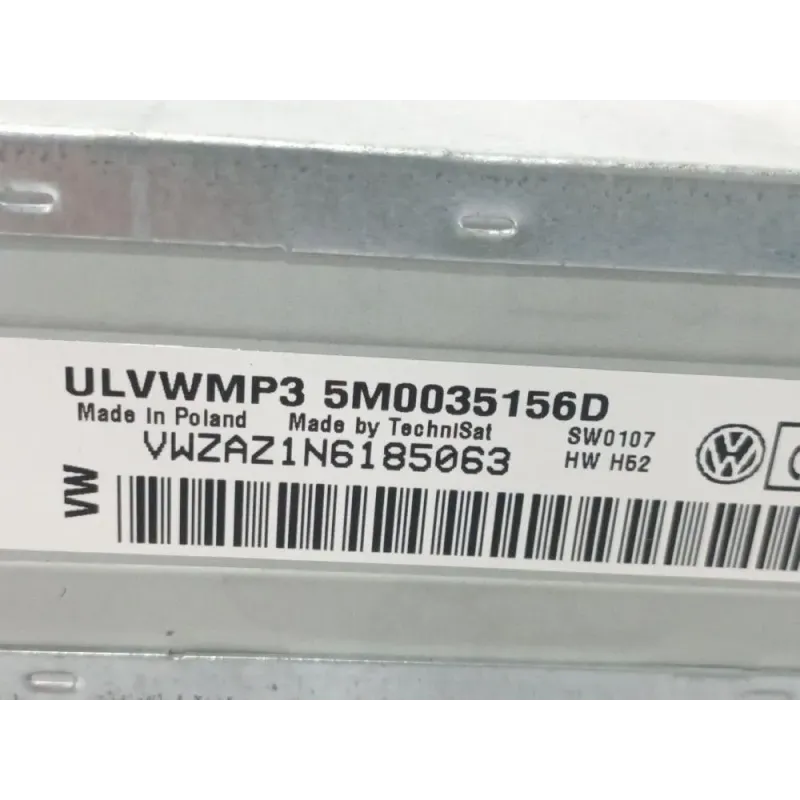 ULVWMP3 5M0035156D
Made in Poland Made by TechniSat SW0107
VWZAZ1N6185063 HW H52
VW